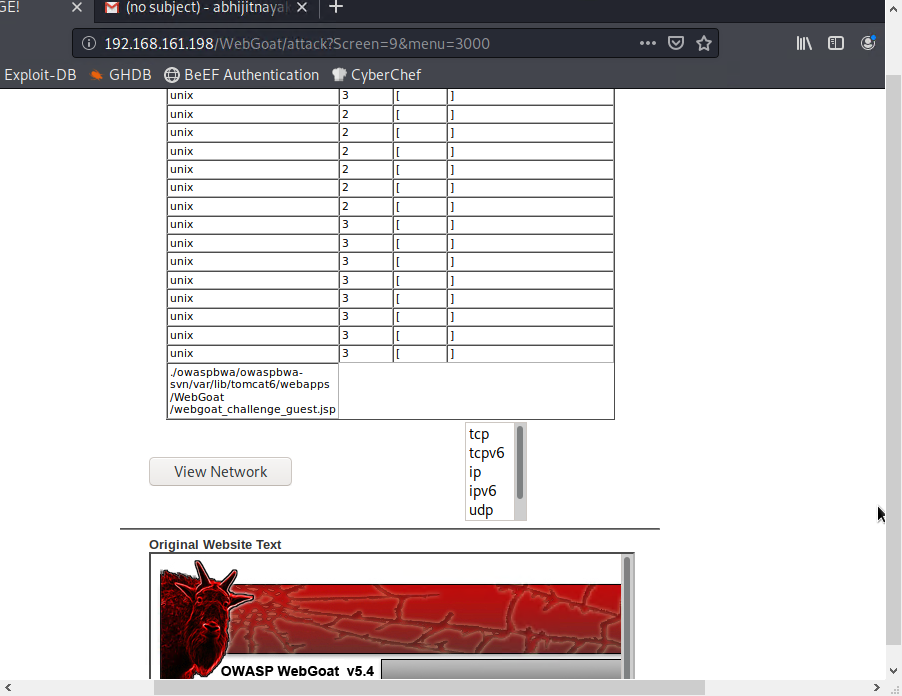 GE!
(no subject) - abhijitnayak
192.168.161.198/WebGoat/attack?Screen=9&menu=3000
Exploit-DB GHDB BeEF Authentication CyberChef
unix 3 [ ]
unix 2 [ ]
unix 2 [ ]
unix 2 [ ]
unix 2 [ ]
unix 2 [ ]
unix 2 [ ]
unix 3 [ ]
unix 3 [ ]
unix 3 [ ]
unix 3 [ ]
unix 3 [ ]
unix 3 [ ]
unix 3 [ ]
unix 3 [ ]
./owaspbwa/owaspbwa-
svn/var/lib/tomcat6/webapps
/WebGoat
/webgoat_challenge_guest.jsp
View Network
tcp
tcpv6
ip
ipv6
udp
Original Website Text
OWASP WebGoat v5.4